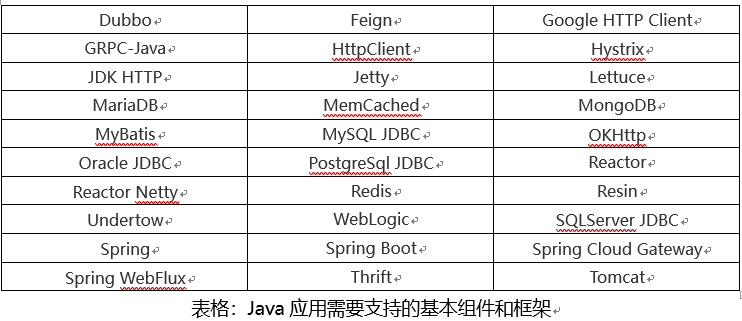 Dubbo Feign Google HTTP Client
GRPC-Java HttpClient Hystrix
JDK HTTP Jetty Lettuce
MariaDB MemCached MongoDB
MyBatis MySQL JDBC OKHttp
Oracle JDBC PostgreSql JDBC Reactor
Reactor Netty Redis Resin
Undertow WebLogic SQLServer JDBC
Spring Spring Boot Spring Cloud Gateway
Spring WebFlux Thrift Tomcat
表格：Java 应用需要支持的基本组件和框架